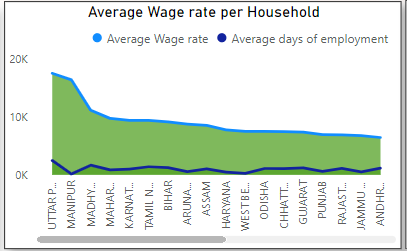 Average Wage rate per Household
Average Wage rate Average days of employment
20K
10K
0K
UTTAR P...
MANIPUR
MADHY...
MAHAR...
KARNAT...
TAMIL N...
BIHAR
ARUNA...
ASSAM
HARYANA
WEST BE...
ODISHA
CHHATT...
GUJARAT
PUNJAB
RAJAST...
JAMMU ...
ANDHR...